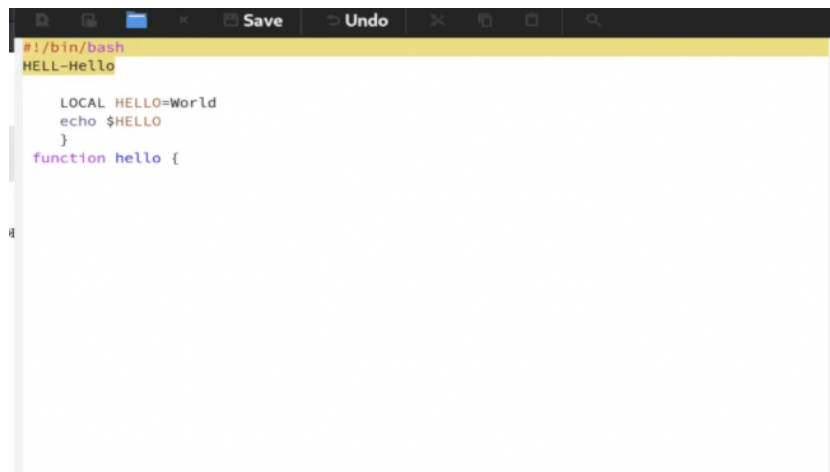 Save Undo
#!/bin/bash
HELL-Hello
LOCAL HELLO=World
echo $HELLO
}
function hello {